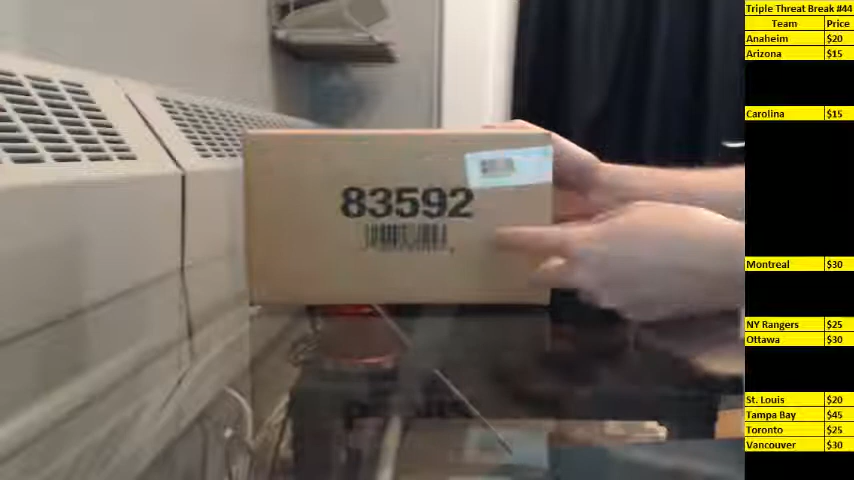 83592
Triple Threat Break #44
Team Price
Anaheim $20
Arizona $15
Carolina $15
Montreal $30
NY Rangers $25
Ottawa $30
St. Louis $20
Tampa Bay $45
Toronto $25
Vancouver $30